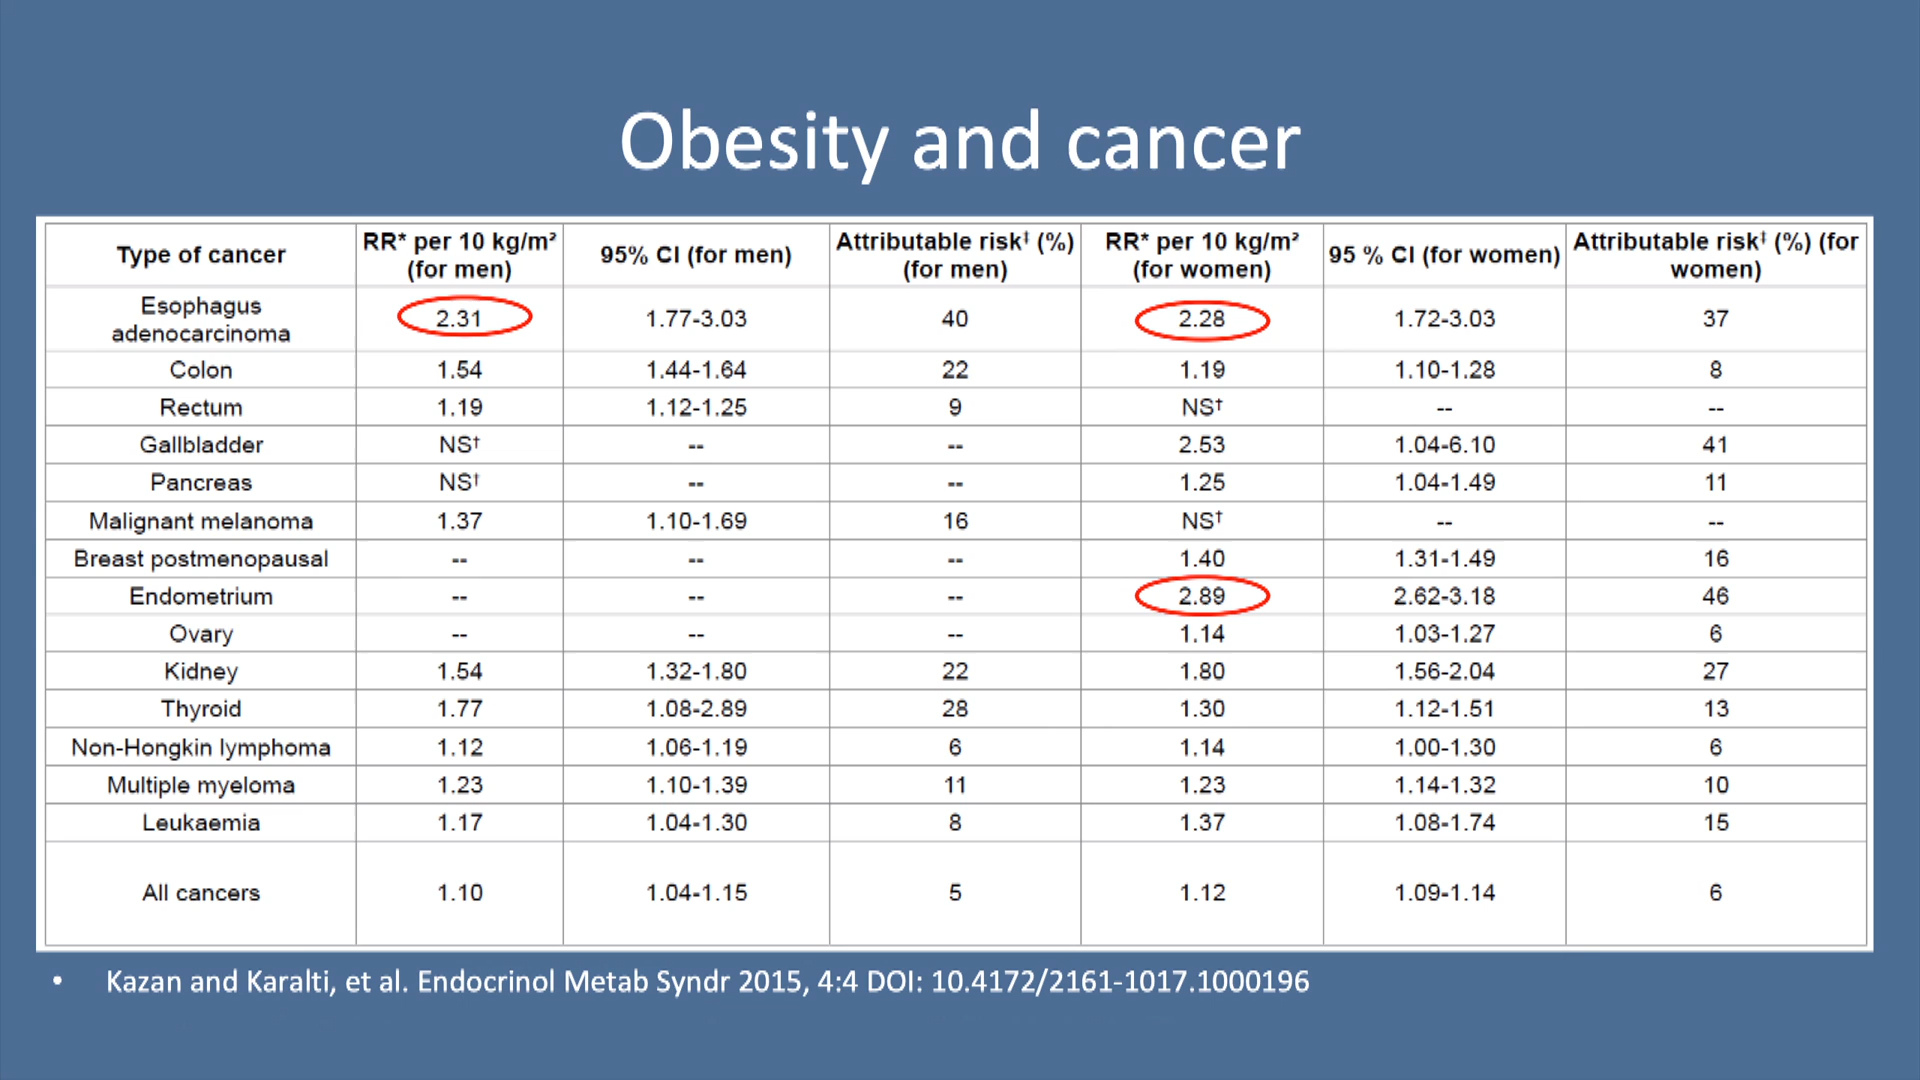 Obesity and cancer
Type of cancer RR* per 10 kg/m² (for men) 95% CI (for men) Attributable risk‡ (%) (for men) RR* per 10 kg/m² (for women) 95 % CI (for women) Attributable risk‡ (%) (for women)
Esophagus adenocarcinoma 2.31 1.77-3.03 40 2.28 1.72-3.03 37
Colon 1.54 1.44-1.64 22 1.19 1.10-1.28 8
Rectum 1.19 1.12-1.25 9 NS† -- --
Gallbladder NS† -- -- 2.53 1.04-6.10 41
Pancreas NS† -- -- 1.25 1.04-1.49 11
Malignant melanoma 1.37 1.10-1.69 16 NS† -- --
Breast postmenopausal -- -- -- 1.40 1.31-1.49 16
Endometrium -- -- -- 2.89 2.62-3.18 46
Ovary -- -- -- 1.14 1.03-1.27 6
Kidney 1.54 1.32-1.80 22 1.80 1.56-2.04 27
Thyroid 1.77 1.08-2.89 28 1.30 1.12-1.51 13
Non-Hongkin lymphoma 1.12 1.06-1.19 6 1.14 1.00-1.30 6
Multiple myeloma 1.23 1.10-1.39 11 1.23 1.14-1.32 10
Leukaemia 1.17 1.04-1.30 8 1.37 1.08-1.74 15
All cancers 1.10 1.04-1.15 5 1.12 1.09-1.14 6
• Kazan and Karalti, et al. Endocrinol Metab Syndr 2015, 4:4 DOI: 10.4172/2161-1017.1000196